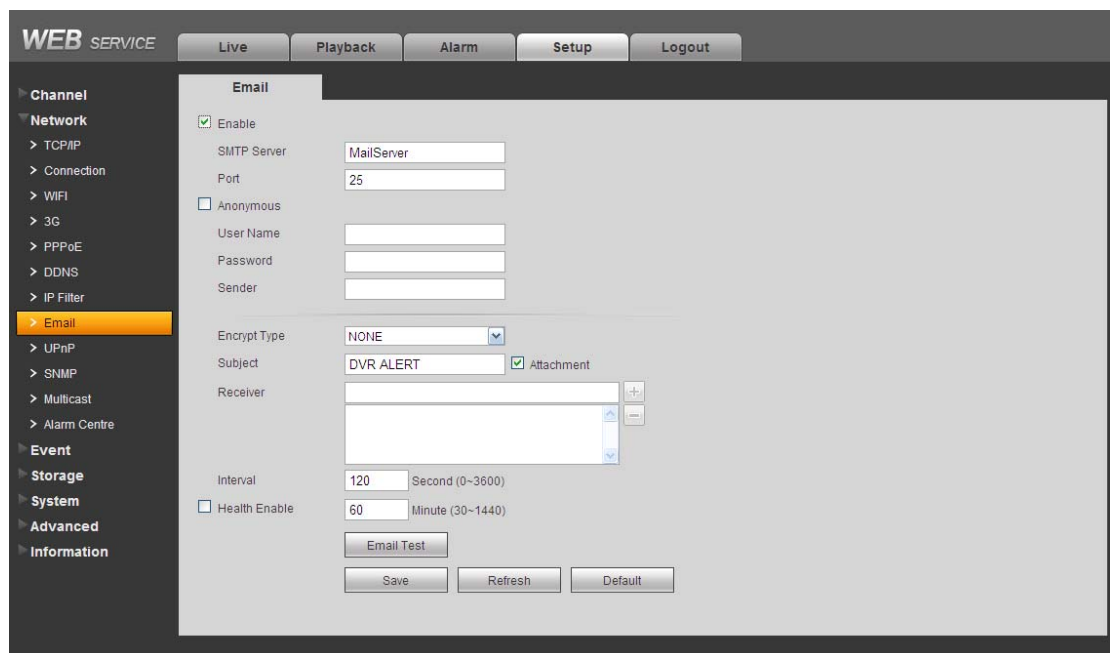 WEB SERVICE
Live Playback Alarm Setup Logout
Channel
Network
> TCP/IP
> Connection
> WIFI
> 3G
> PPPoE
> DDNS
> IP Filter
> Email
> UPnP
> SNMP
> Multicast
> Alarm Centre
Event
Storage
System
Advanced
Information
Email
Enable
SMTP Server MailServer
Port 25
Anonymous
User Name
Password
Sender
Encrypt Type NONE
Subject DVR ALERT Attachment
Receiver
Interval 120 Second (0~3600)
Health Enable 60 Minute (30~1440)
Email Test
Save Refresh Default